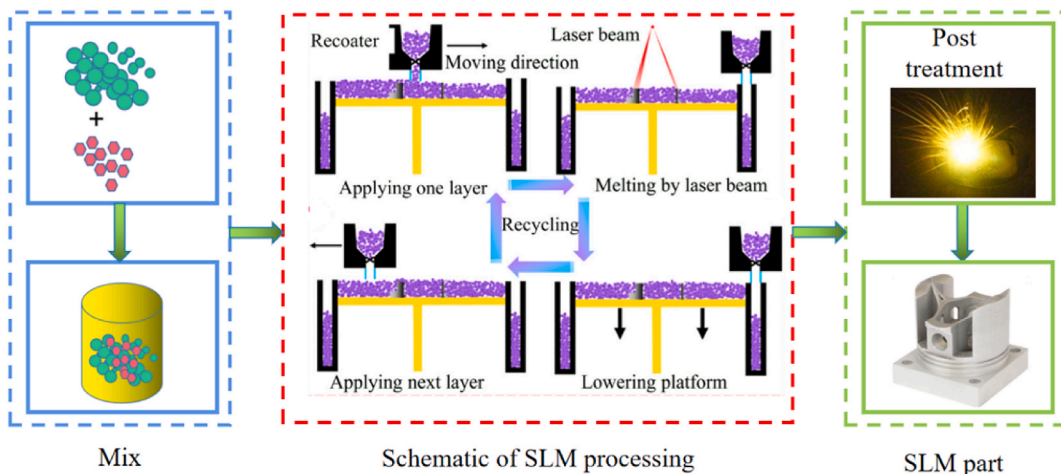 +
Mix
Recoater
Moving direction
Applying one layer
Laser beam
Melting by laser beam
Recycling
Applying next layer
Lowering platform
Schematic of SLM processing
Post
treatment
SLM part